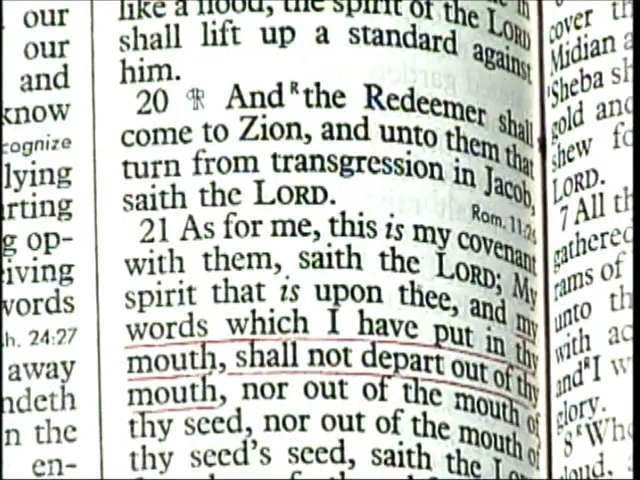 our
our
and
know
cognize
lying
rting
g op-
iving
words
h. 24:27
away
ndeth
n the
en-
like a flood, the spirit of the LORD
shall lift up a standard against
him.
20 ¶ And R the Redeemer shall
come to Zion, and unto them that
turn from transgression in Jacob,
saith the LORD.
Rom. 11:26
21 As for me, this is my covenant
with them, saith the LORD; My
spirit that is upon thee, and my
words which I have put in thy
mouth, shall not depart out of thy
mouth, nor out of the mouth of
thy seed, nor out of the mouth of
thy seed's seed, saith the LORD
cover
Midian
Sheba
gold and
shew
LORD.
7 All
gathered
rams of
unto
with
and R I
glory.
8 R Who
cloud,